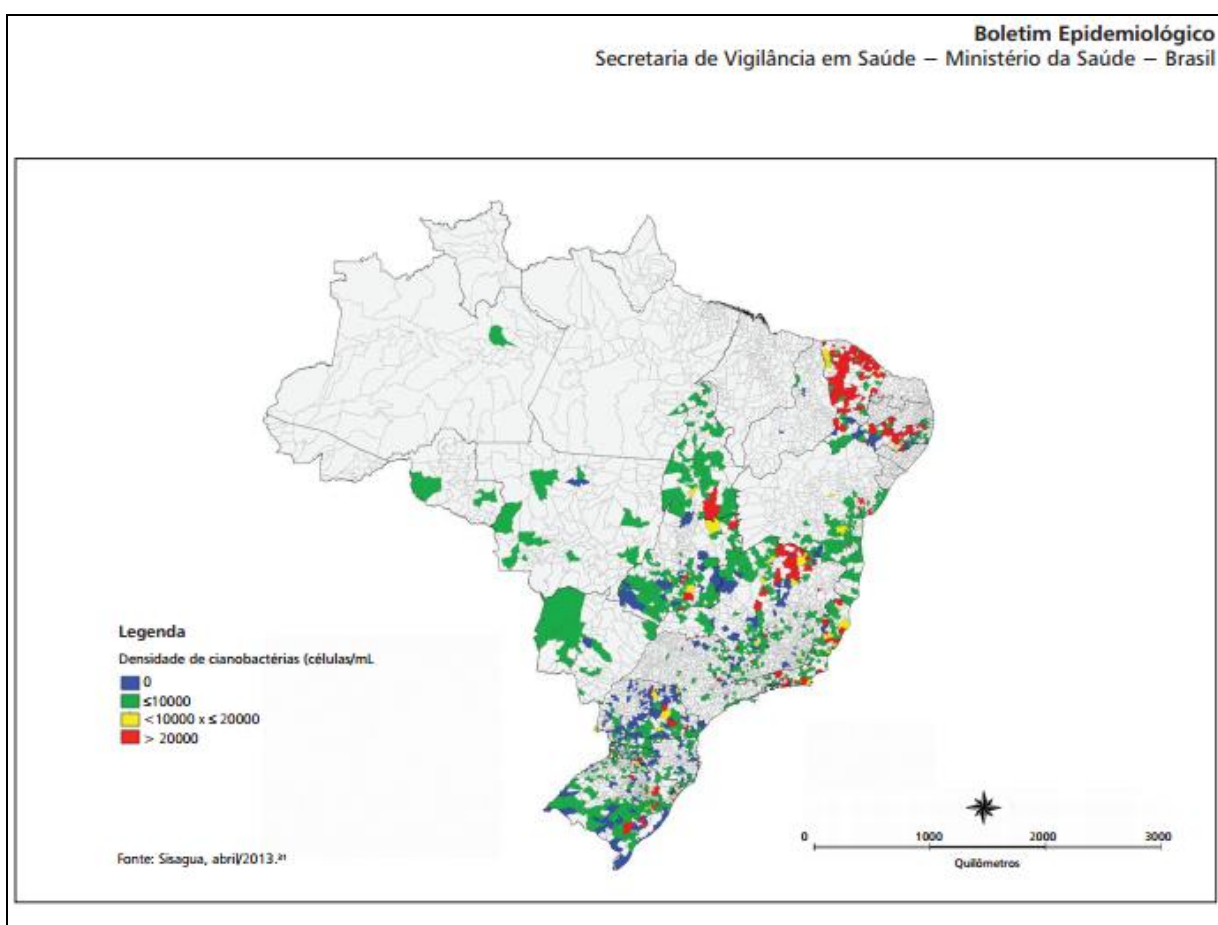 Boletim Epidemiológico
Secretaria de Vigilância em Saúde − Ministério da Saúde − Brasil
Legenda
Densidade de cianobactérias (células/mL
0
≤10000
<10000 x ≤ 20000
> 20000
Fonte: Sisagua, abril/2013.²¹
0 1000 2000 3000
Quilômetros